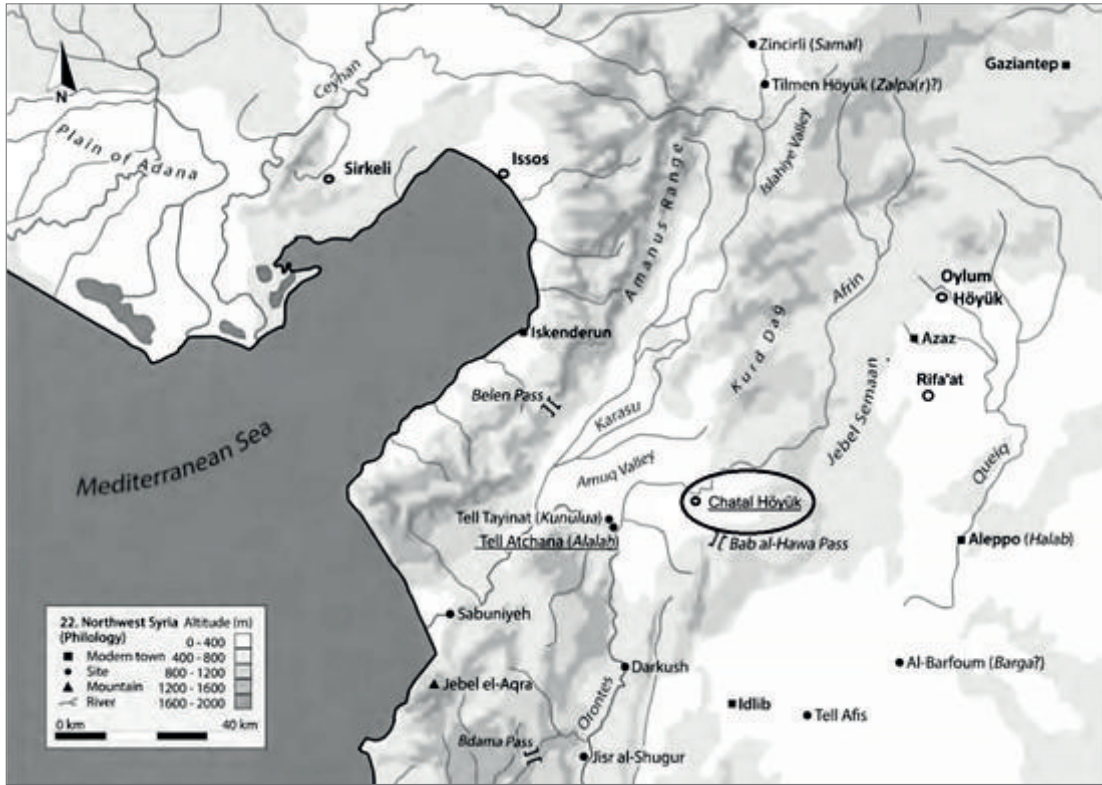 Zincirli (Samal)
Gaziantep
Tilmen Höyük (Zalpa(r)?)
Ceyhan
N
Plain of Adana
Sirkeli
Issos
Islahiye Valley
Amanus Range
Afrin
Oylum
Höyük
Iskenderun
Azaz
Kurd Dag
Rifa'at
Belen Pass
Karasu
Jebel Semaan
Mediterranean Sea
Queiq
Amuq Valley
Chatal Höyük
Tell Tayinat (Kunulua)
Tell Atchana (Alalah)
Bab al-Hawa Pass
Aleppo (Halab)
22. Northwest Syria Altitude (m)
(Philology) 0 - 400
Modern town 400 - 800
Site 800 - 1200
Mountain 1200 - 1600
River 1600 - 2000
0 km 40 km
Sabuniyeh
Darkush
Al-Barfoum (Barga?)
Jebel el-Aqra
Orontes
Idlib
Tell Afis
Bdama Pass
Jisr al-Shugur